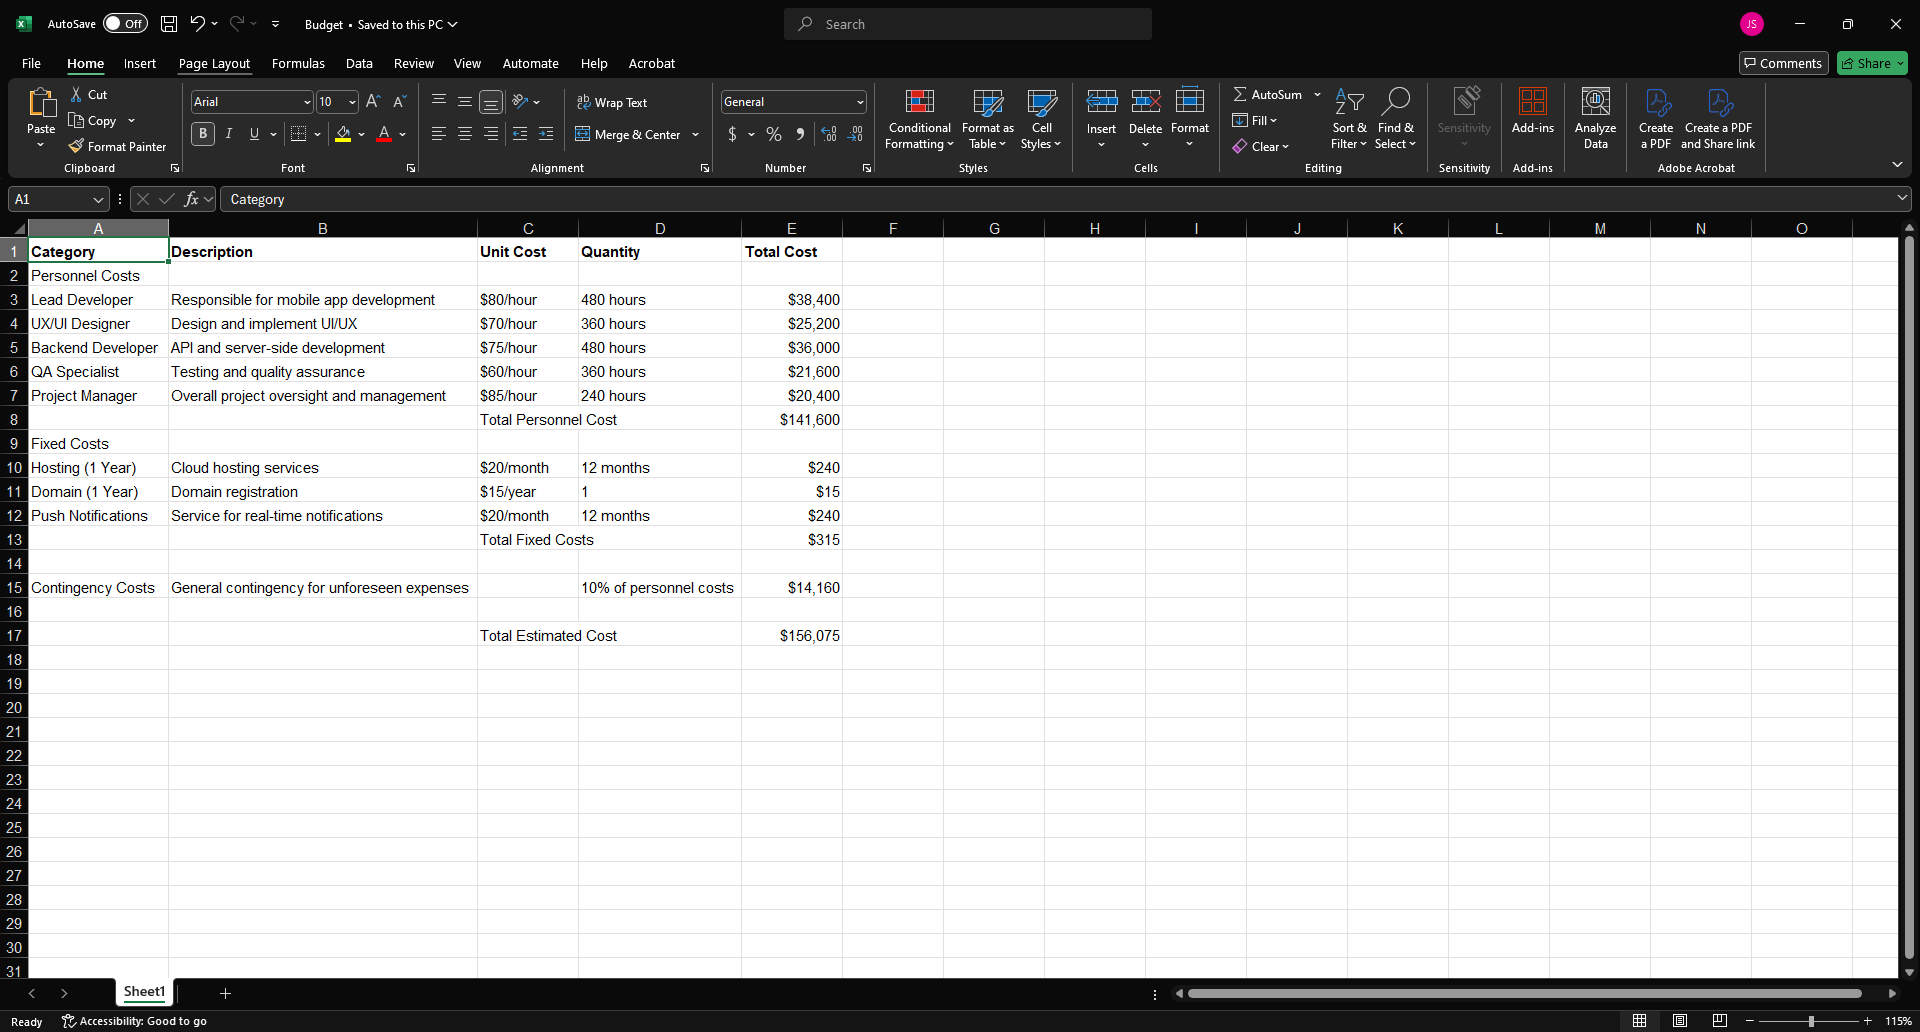 AutoSave Off Budget • Saved to this PC Search JS
File Home Insert Page Layout Formulas Data Review View Automate Help Acrobat Comments Share
Paste Cut Copy Format Painter Clipboard
Arial 10 A A B I U A Font
ab Wrap Text Merge & Center Alignment
General $ % Number
Conditional Formatting Format as Table Cell Styles Styles
Insert Delete Format Cells
AutoSum Fill Clear Sort & Filter Find & Select Editing
Sensitivity Sensitivity
Add-ins Add-ins
Analyze Data
Create a PDF Create a PDF and Share link Adobe Acrobat
A1 fx Category
A B C D E F G H I J K L M N O
1 Category Description Unit Cost Quantity Total Cost
2 Personnel Costs
3 Lead Developer Responsible for mobile app development $80/hour 480 hours $38,400
4 UX/UI Designer Design and implement UI/UX $70/hour 360 hours $25,200
5 Backend Developer API and server-side development $75/hour 480 hours $36,000
6 QA Specialist Testing and quality assurance $60/hour 360 hours $21,600
7 Project Manager Overall project oversight and management $85/hour 240 hours $20,400
8 Total Personnel Cost $141,600
9 Fixed Costs
10 Hosting (1 Year) Cloud hosting services $20/month 12 months $240
11 Domain (1 Year) Domain registration $15/year 1 $15
12 Push Notifications Service for real-time notifications $20/month 12 months $240
13 Total Fixed Costs $315
14
15 Contingency Costs General contingency for unforeseen expenses 10% of personnel costs $14,160
16
17 Total Estimated Cost $156,075
18
19
20
21
22
23
24
25
26
27
28
29
30
31
Sheet1
Ready Accessibility: Good to go 115%